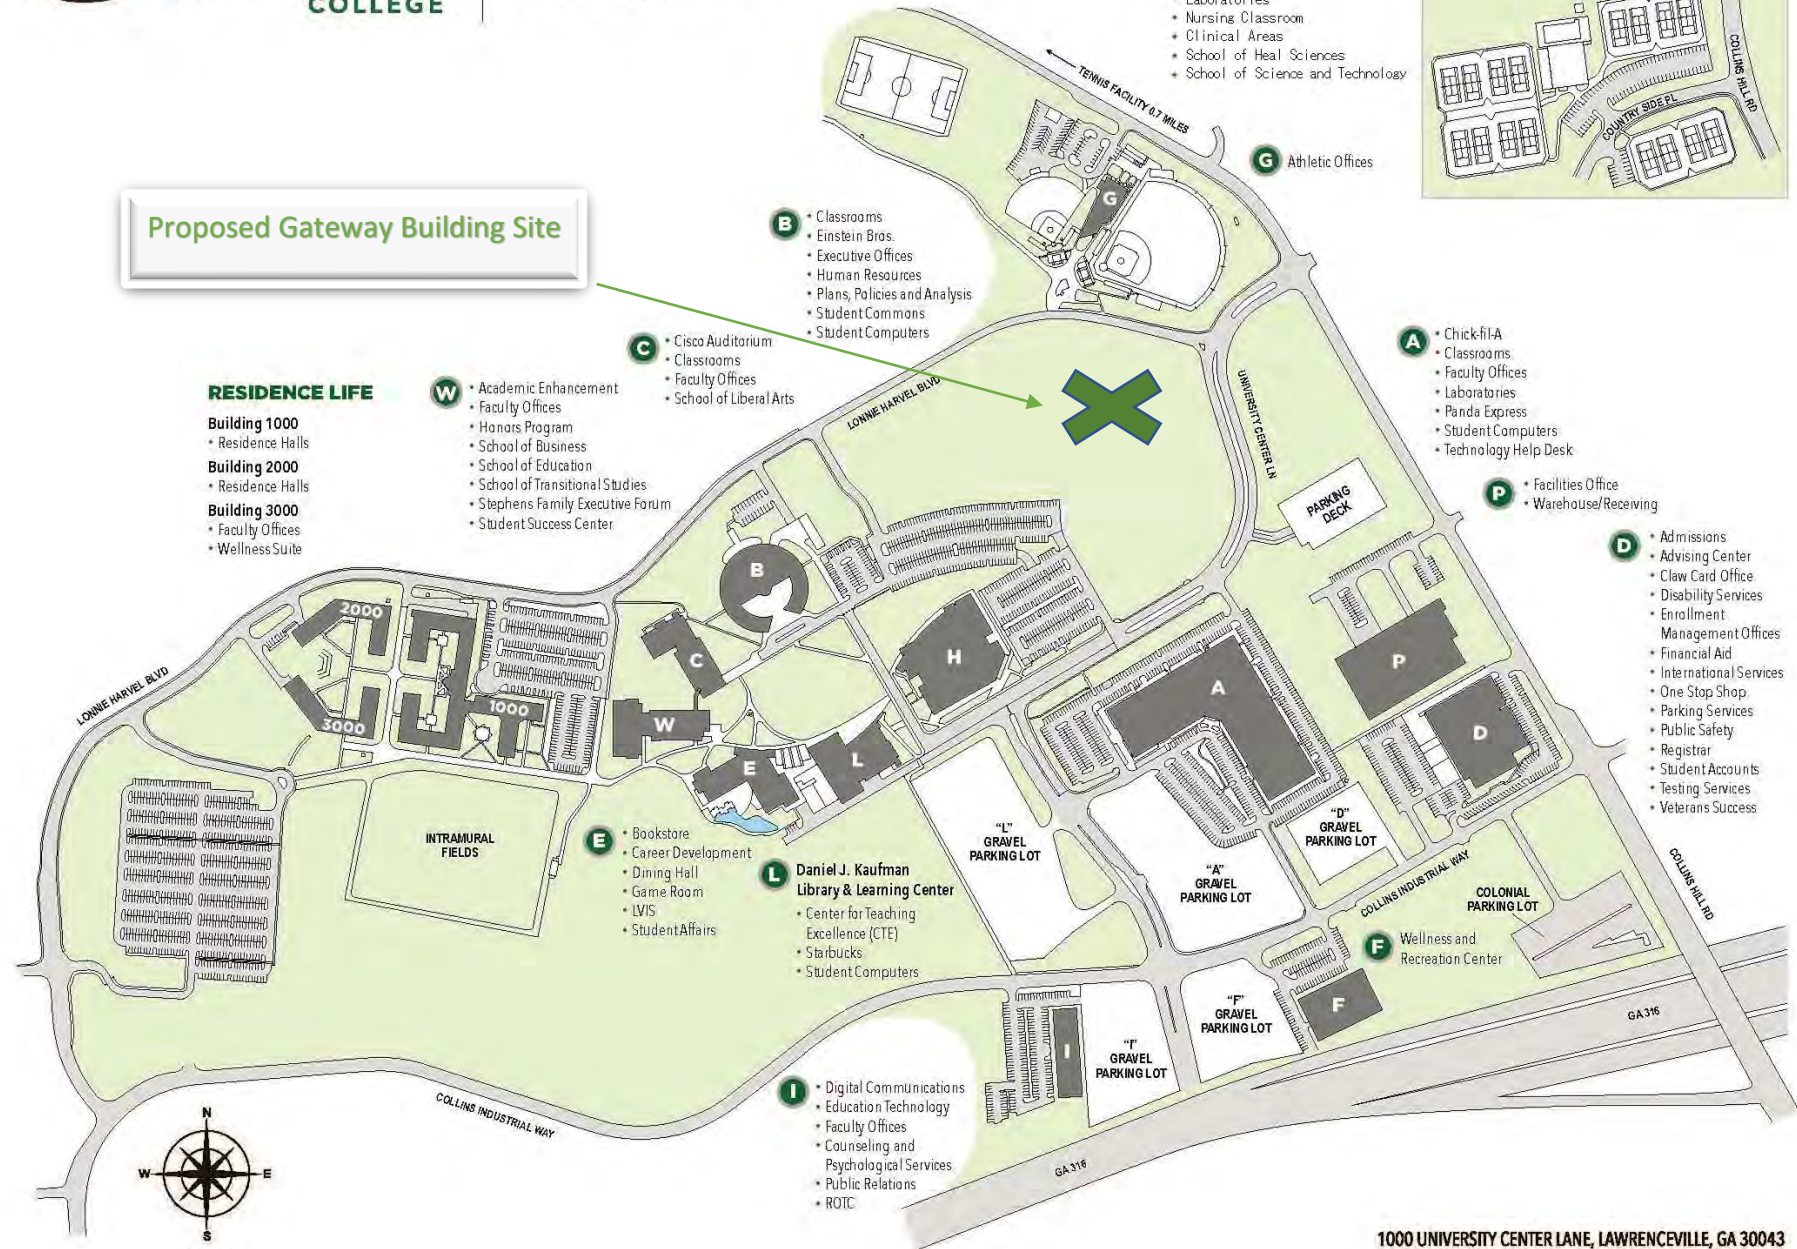 COLLEGE
Laboratories
• Nursing Classroom
• Clinical Areas
• School of Heal Sciences
• School of Science and Technology
TENNIS FACILITY 0.7 MILES
COLLINS HILL RD
COUNTRY SIDE PL
G
Athletic Offices
G
Proposed Gateway Building Site
B
• Classrooms
• Einstein Bros.
• Executive Offices
• Human Resources
• Plans, Policies and Analysis
• Student Commons
• Student Computers
C
• Cisco Auditorium
• Classrooms
• Faculty Offices
• School of Liberal Arts
A
• Chick-fil-A
• Classrooms
• Faculty Offices
• Laboratories
• Panda Express
• Student Computers
• Technology Help Desk
RESIDENCE LIFE
Building 1000
• Residence Halls
Building 2000
• Residence Halls
Building 3000
• Faculty Offices
• Wellness Suite
W
• Academic Enhancement
• Faculty Offices
• Honors Program
• School of Business
• School of Education
• School of Transitional Studies
• Stephens Family Executive Forum
• Student Success Center
LONNIE HARVEL BLVD
UNIVERSITY CENTER LN
PARKING
DECK
P
• Facilities Office
• Warehouse/Receiving
D
• Admissions
• Advising Center
• Claw Card Office
• Disability Services
• Enrollment
Management Offices
• Financial Aid
• International Services
• One Stop Shop
• Parking Services
• Public Safety
• Registrar
• Student Accounts
• Testing Services
• Veterans Success
B
2000
C
H
P
A
LONNIE HARVEL BLVD
3000
1000
W
D
E
L
INTRAMURAL
FIELDS
E
• Bookstore
• Career Development
• Dining Hall
• Game Room
• LVIS
• Student Affairs
L
Daniel J. Kaufman
Library & Learning Center
• Center for Teaching
Excellence (CTE)
• Starbucks
• Student Computers
"L"
GRAVEL
PARKING LOT
"A"
GRAVEL
PARKING LOT
"D"
GRAVEL
PARKING LOT
COLLINS INDUSTRIAL WAY
COLONIAL
PARKING LOT
COLLINS HILL RD
F
Wellness and
Recreation Center
"F"
GRAVEL
PARKING LOT
F
GA 316
I
"I"
GRAVEL
PARKING LOT
I
• Digital Communications
• Education Technology
• Faculty Offices
• Counseling and
Psychological Services
• Public Relations
• ROTC
COLLINS INDUSTRIAL WAY
GA 316
N
W
E
S
1000 UNIVERSITY CENTER LANE, LAWRENCEVILLE, GA 30043